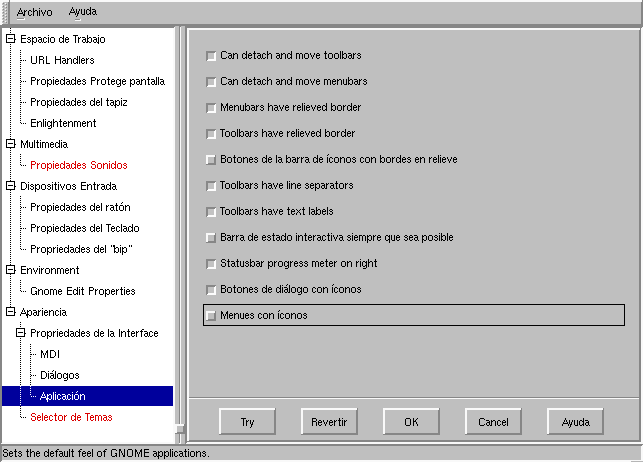 Archivo Ayuda
Espacio de Trabajo
URL Handlers
Propiedades Protege pantalla
Propiedades del tapiz
Enlightenment
Multimedia
Propiedades Sonidos
Dispositivos Entrada
Propiedades del ratón
Propiedades del Teclado
Propriedades del "bip"
Environment
Gnome Edit Properties
Apariencia
Propriedades de la Interface
MDI
Diálogos
Aplicación
Selector de Temas
Can detach and move toolbars
Can detach and move menubars
Menubars have relieved border
Toolbars have relieved border
Botones de la barra de íconos con bordes en relieve
Toolbars have line separators
Toolbars have text labels
Barra de estado interactiva siempre que sea posible
Statusbar progress meter on right
Botones de diálogo con íconos
Menues con íconos
Try Revertir OK Cancel Ayuda
Sets the default feel of GNOME applications.